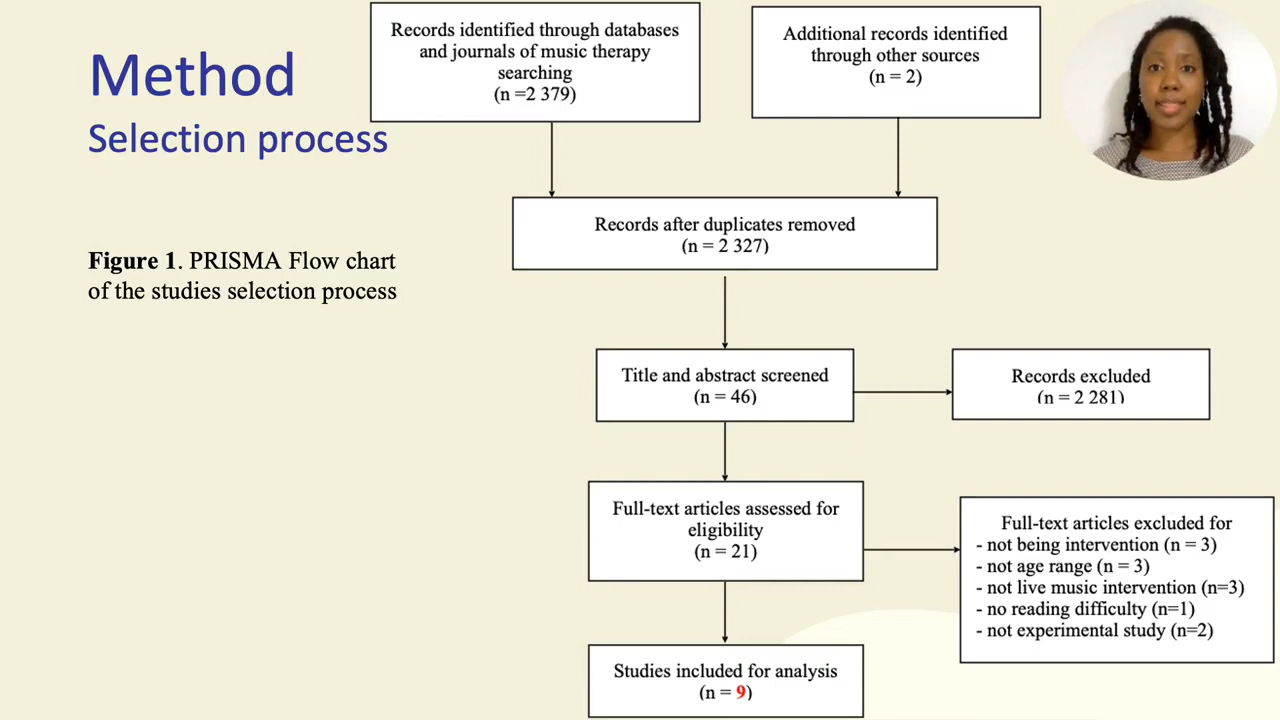 Method
Selection process
Figure 1. PRISMA Flow chart
of the studies selection process
Records identified through databases
and journals of music therapy
searching
(n =2 379)
Additional records identified
through other sources
(n = 2)
Records after duplicates removed
(n = 2 327)
Title and abstract screened
(n = 46)
Records excluded
(n = 2 281)
Full-text articles assessed for
eligibility
(n = 21)
Full-text articles excluded for
- not being intervention (n = 3)
- not age range (n = 3)
- not live music intervention (n=3)
- no reading difficulty (n=1)
- not experimental study (n=2)
Studies included for analysis
(n = 9)